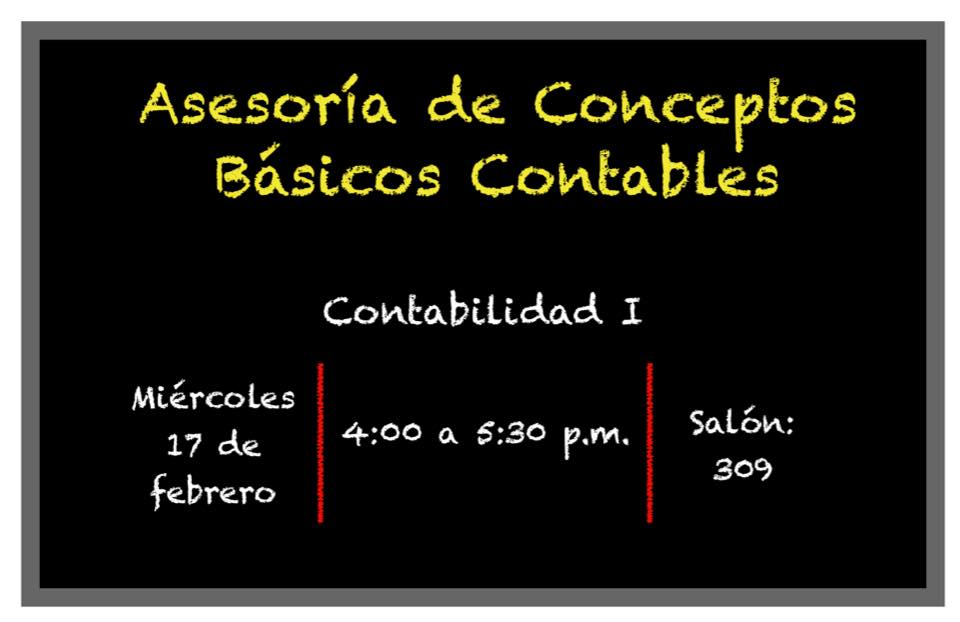 Asesoría de Conceptos
Básicos Contables
Contabilidad I
Miércoles
17 de
febrero
4:00 a 5:30 p.m.
Salón:
309